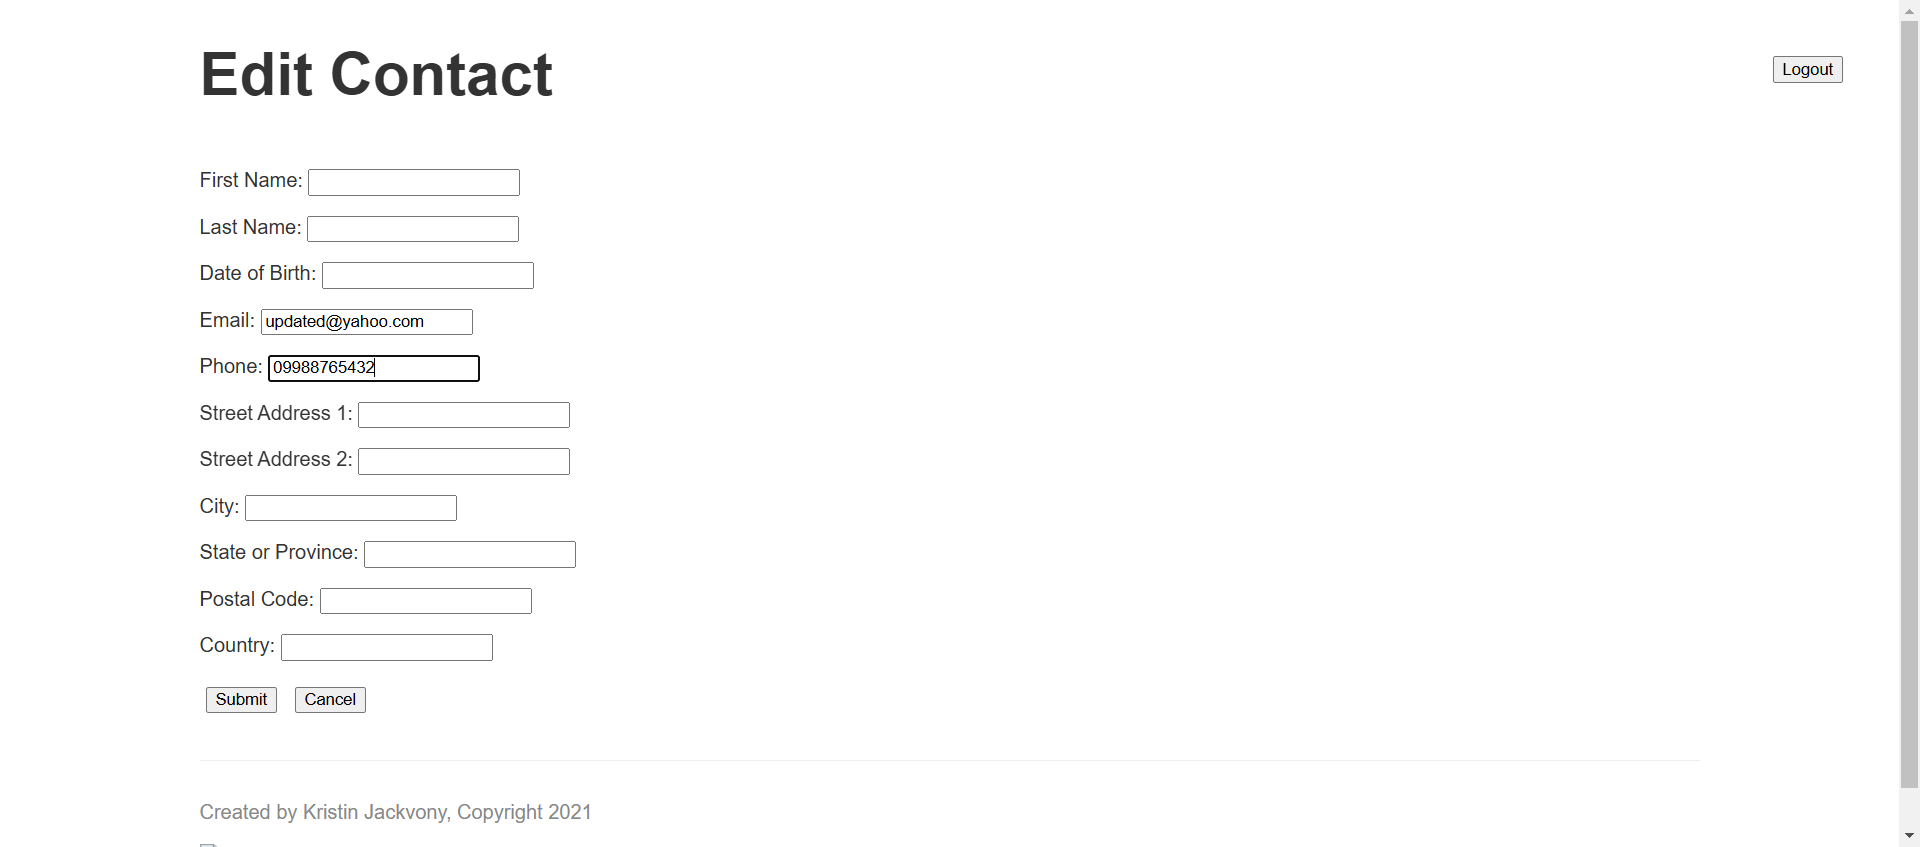 Edit Contact
Logout
First Name:
Last Name:
Date of Birth:
Email: updated@yahoo.com
Phone: 09988765432
Street Address 1:
Street Address 2:
City:
State or Province:
Postal Code:
Country:
Submit Cancel
Created by Kristin Jackvony, Copyright 2021